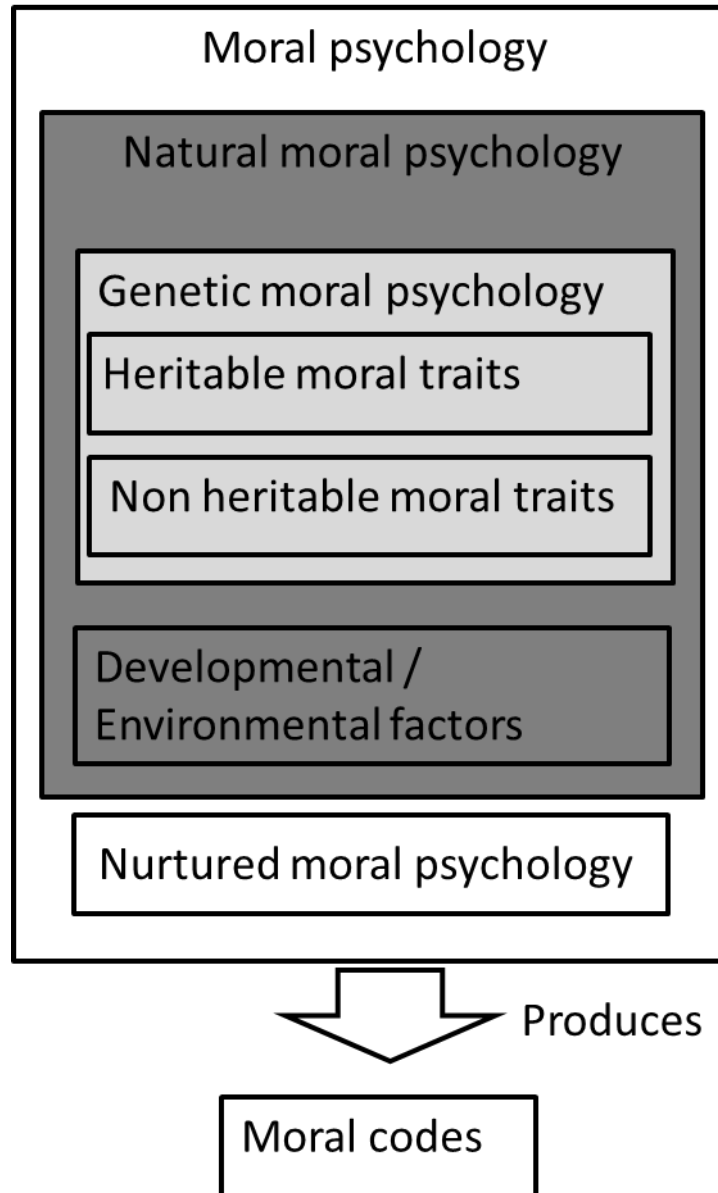 Moral psychology
Natural moral psychology
Genetic moral psychology
Heritable moral traits
Non heritable moral traits
Developmental /
Environmental factors
Nurtured moral psychology
Produces
Moral codes